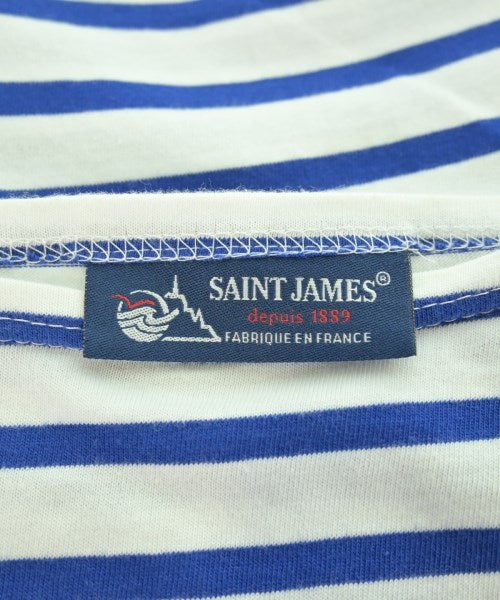 SAINT JAMES®
depuis 1889
FABRIQUE EN FRANCE